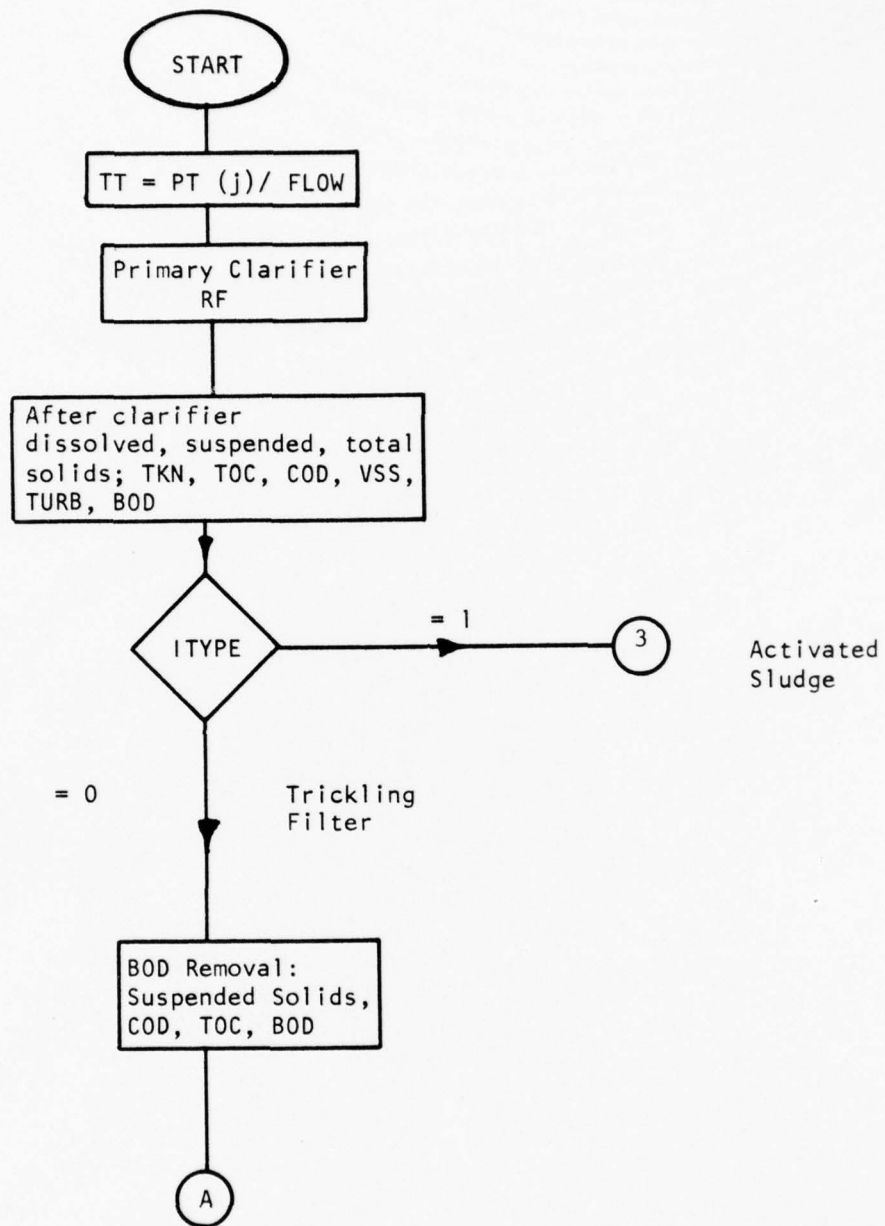 START
TT = PT (j)/ FLOW
Primary Clarifier
RF
After clarifier
dissolved, suspended, total
solids; TKN, TOC, COD, VSS,
TURB, BOD
ITYPE
= 1
3
Activated
Sludge
= 0
Trickling
Filter
BOD Removal:
Suspended Solids,
COD, TOC, BOD
A